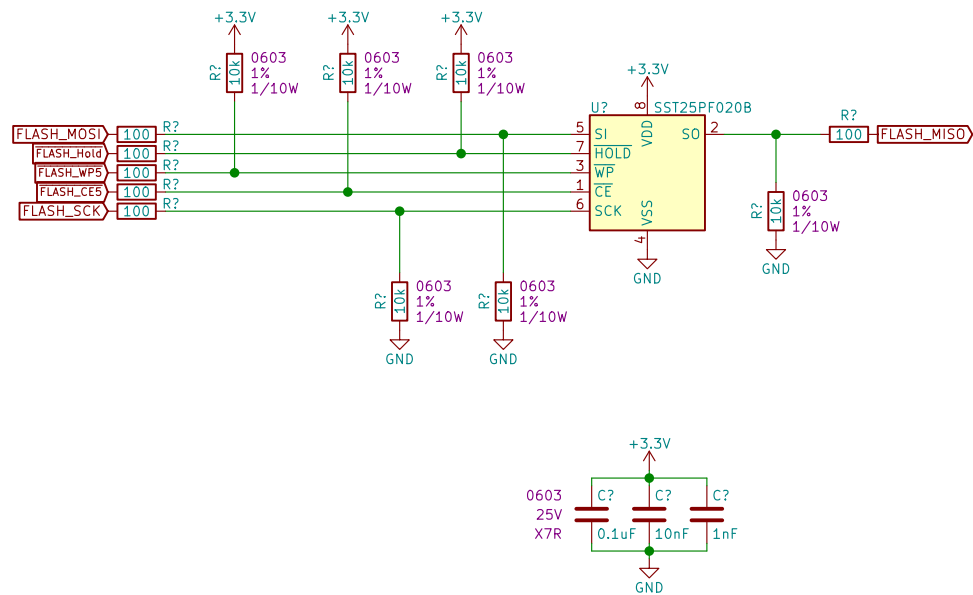 +3.3V
+3.3V
+3.3V
R?
10k
0603
1%
1/10W
R?
10k
0603
1%
1/10W
R?
10k
0603
1%
1/10W
+3.3V
U?
8
SST25PF020B
FLASH_MOSI
100
R?
5
SI
VDD
SO
2
R?
100
FLASH_MISO
FLASH_Hold
100
R?
7
HOLD
FLASH_WP5
100
R?
3
WP
FLASH_CE5
100
R?
1
CE
FLASH_SCK
100
R?
6
SCK
VSS
4
GND
R?
10k
0603
1%
1/10W
GND
R?
10k
0603
1%
1/10W
GND
R?
10k
0603
1%
1/10W
GND
+3.3V
0603
25V
X7R
C?
0.1uF
C?
10nF
C?
1nF
GND